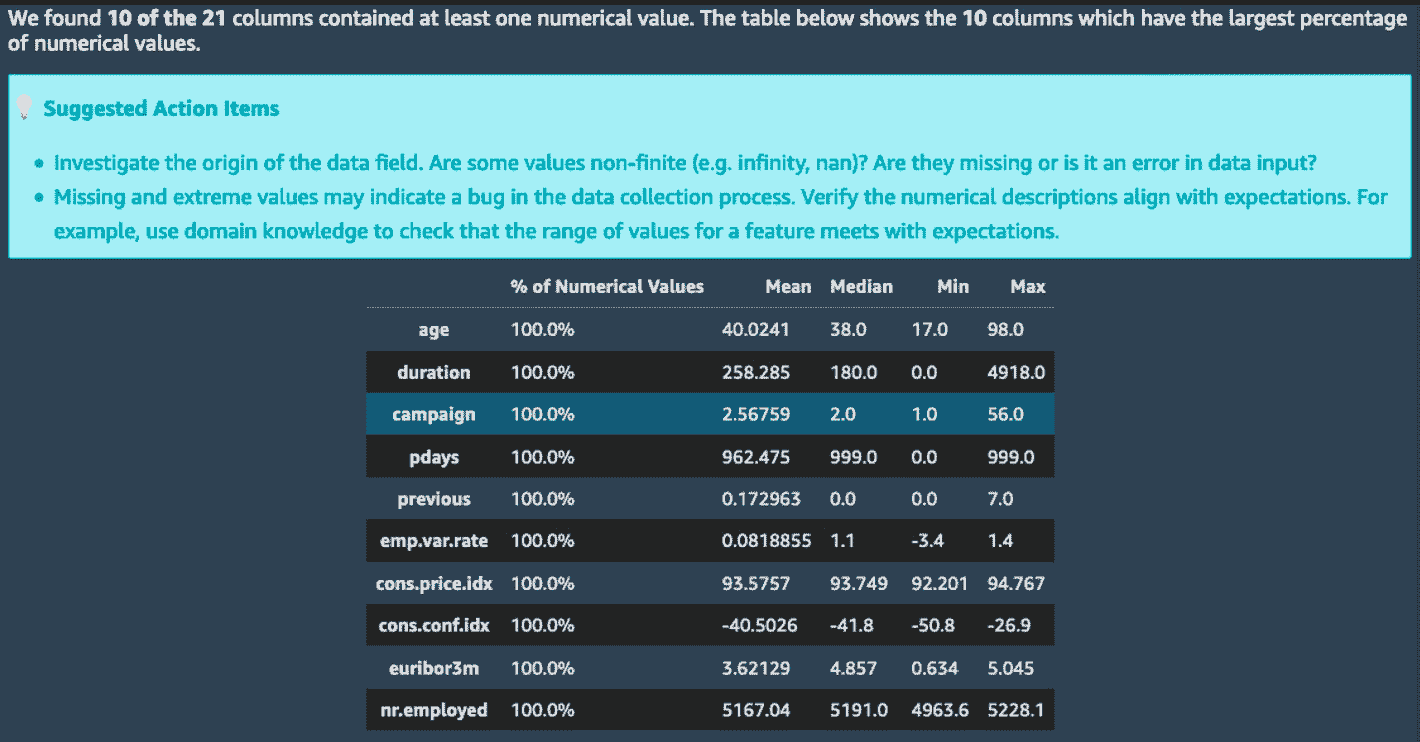 We found 10 of the 21 columns contained at least one numerical value. The table below shows the 10 columns which have the largest percentage
of numerical values.
Suggested Action Items
• Investigate the origin of the data field. Are some values non-finite (e.g. infinity, nan)? Are they missing or is it an error in data input?
• Missing and extreme values may indicate a bug in the data collection process. Verify the numerical descriptions align with expectations. For
example, use domain knowledge to check that the range of values for a feature meets with expectations.
% of Numerical Values Mean Median Min Max
age 100.0% 40.0241 38.0 17.0 98.0
duration 100.0% 258.285 180.0 0.0 4918.0
campaign 100.0% 2.56759 2.0 1.0 56.0
pdays 100.0% 962.475 999.0 0.0 999.0
previous 100.0% 0.172963 0.0 0.0 7.0
emp.var.rate 100.0% 0.0818855 1.1 -3.4 1.4
cons.price.idx 100.0% 93.5757 93.749 92.201 94.767
cons.conf.idx 100.0% -40.5026 -41.8 -50.8 -26.9
euribor3m 100.0% 3.62129 4.857 0.634 5.045
nr.employed 100.0% 5167.04 5191.0 4963.6 5228.1